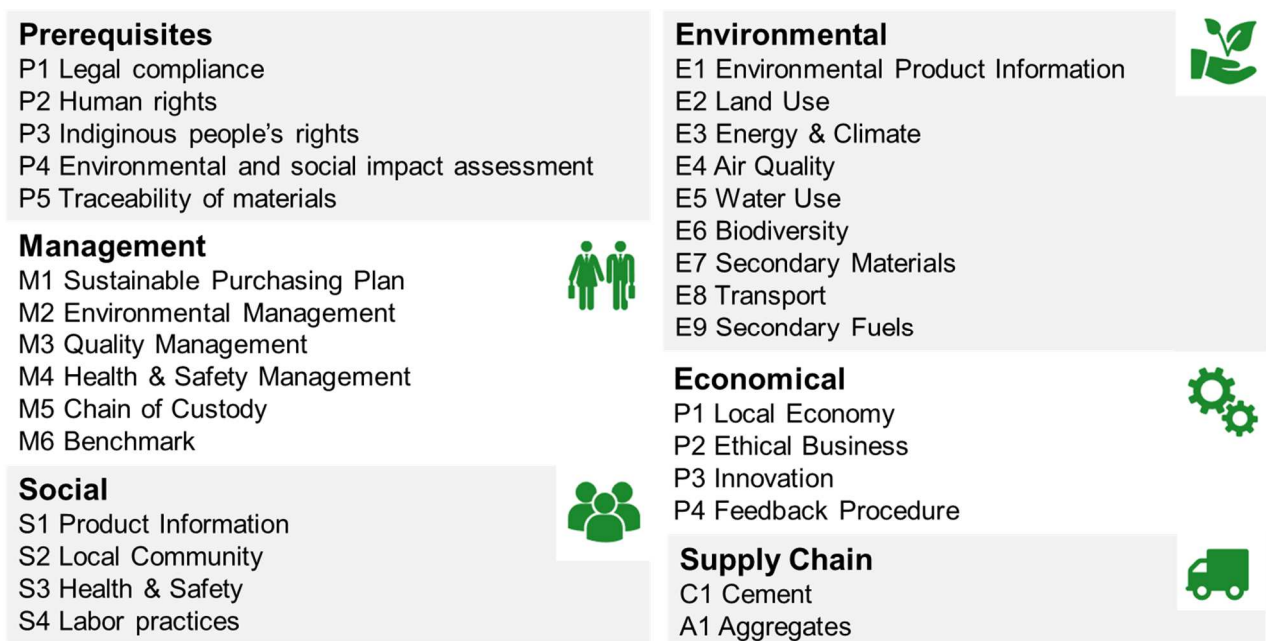 Prerequisites
P1 Legal compliance
P2 Human rights
P3 Indiginous people's rights
P4 Environmental and social impact assessment
P5 Traceability of materials
Management
M1 Sustainable Purchasing Plan
M2 Environmental Management
M3 Quality Management
M4 Health & Safety Management
M5 Chain of Custody
M6 Benchmark
Social
S1 Product Information
S2 Local Community
S3 Health & Safety
S4 Labor practices
Environmental
E1 Environmental Product Information
E2 Land Use
E3 Energy & Climate
E4 Air Quality
E5 Water Use
E6 Biodiversity
E7 Secondary Materials
E8 Transport
E9 Secondary Fuels
Economical
P1 Local Economy
P2 Ethical Business
P3 Innovation
P4 Feedback Procedure
Supply Chain
C1 Cement
A1 Aggregates